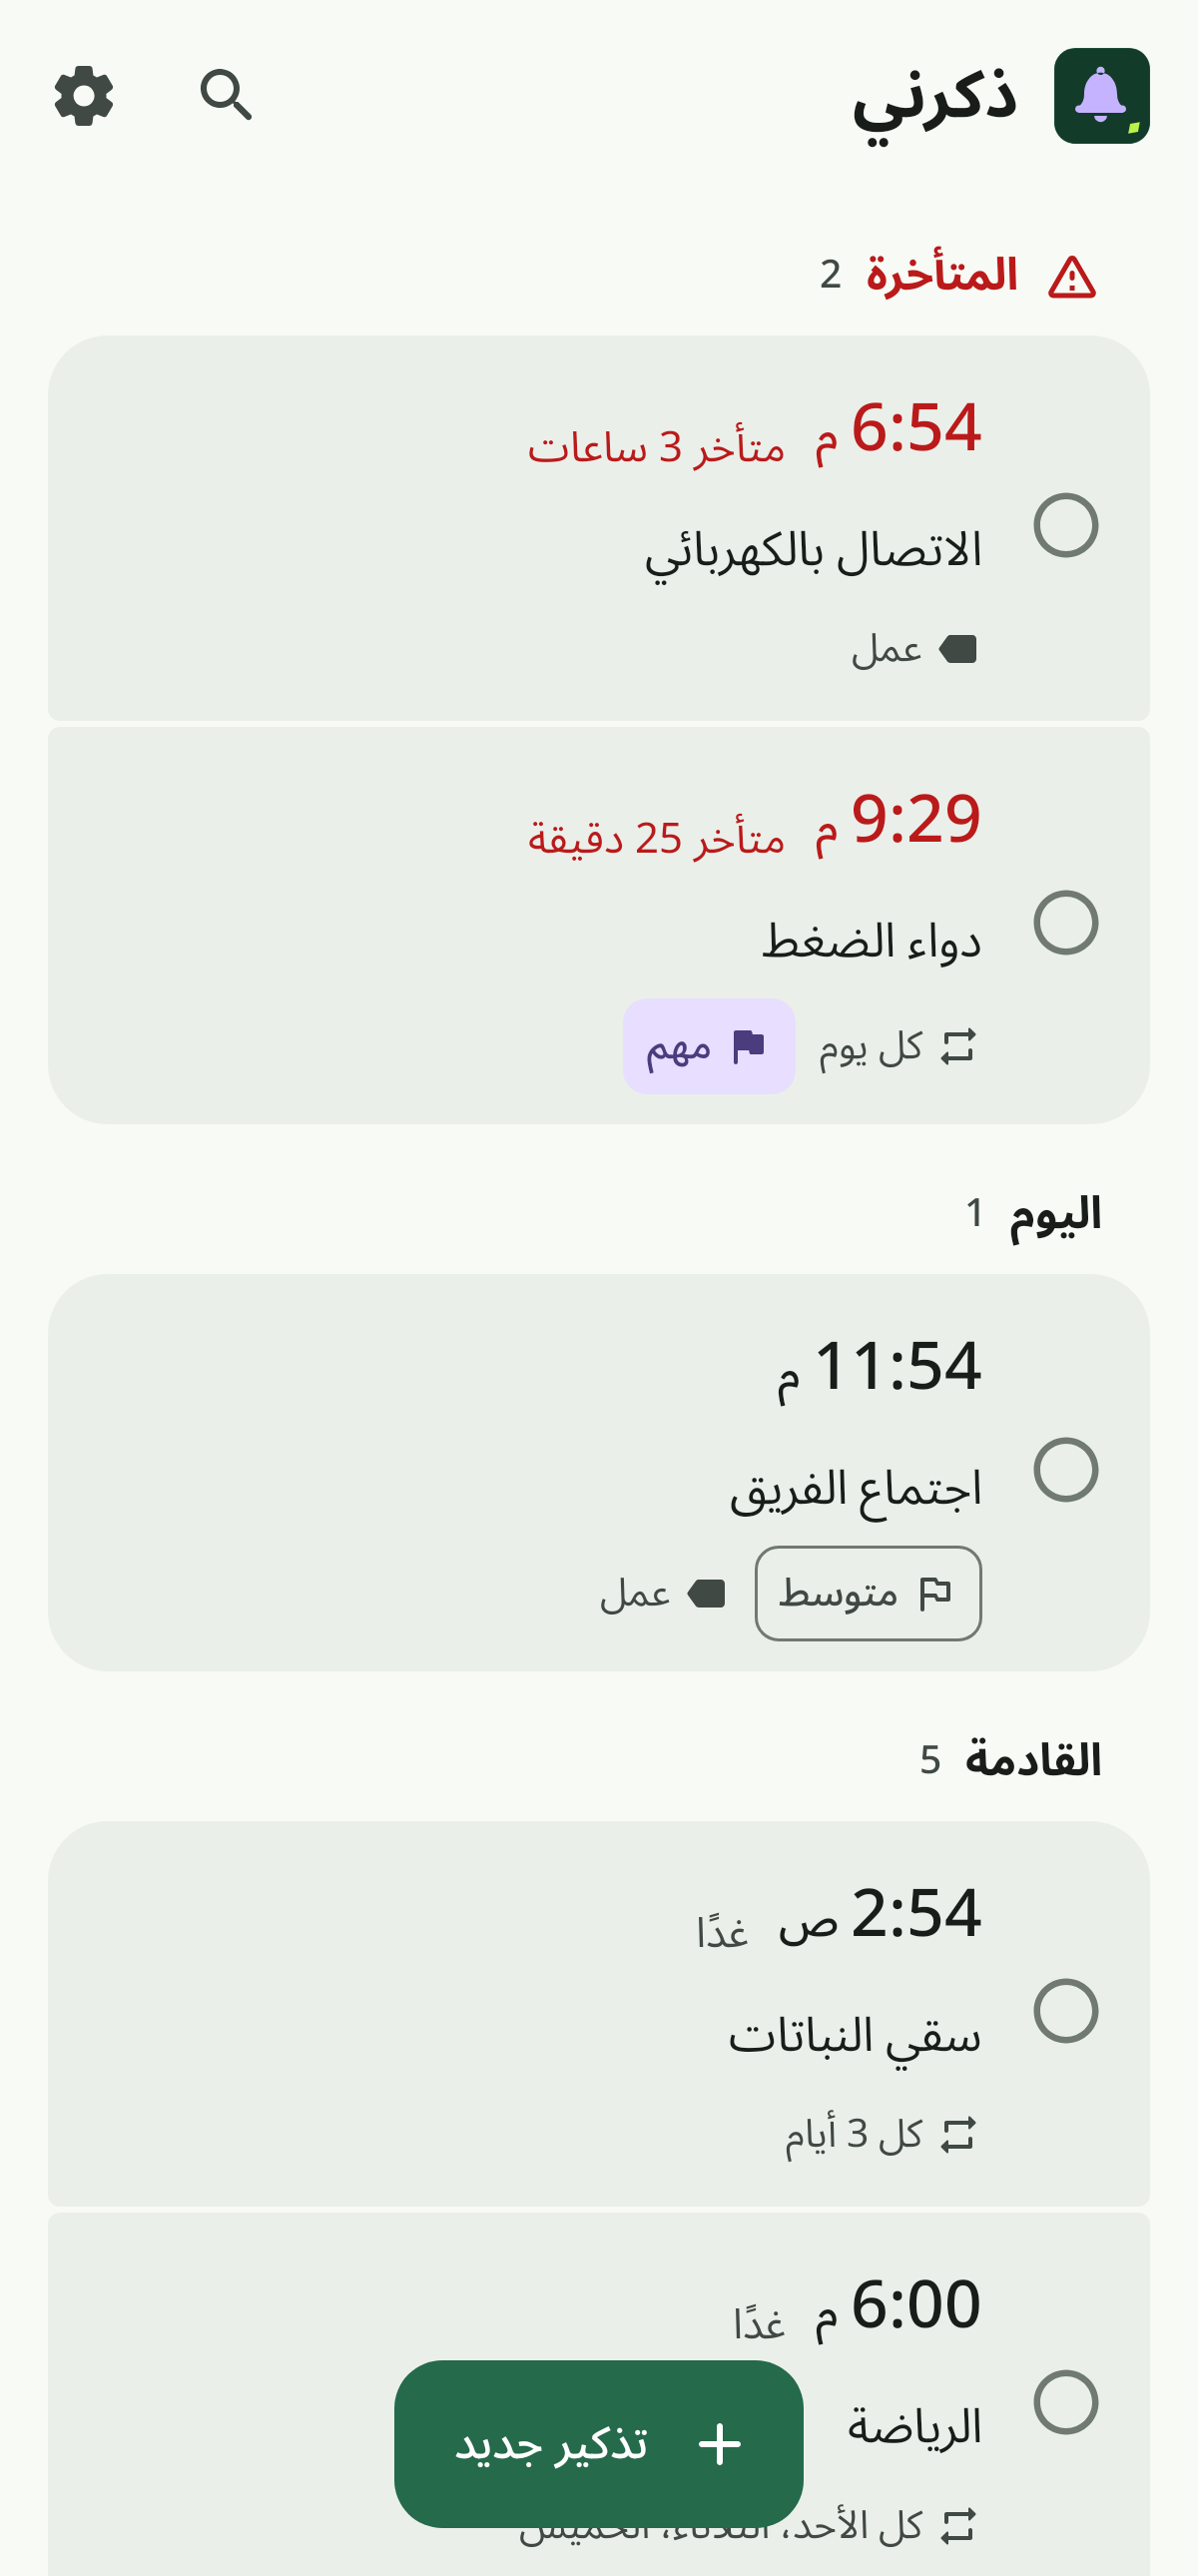 ذكرني
المتأخرة 2
6:54 م متأخر 3 ساعات
الاتصال بالكهربائي
عمل
9:29 م متأخر 25 دقيقة
دواء الضغط
كل يوم مهم
اليوم 1
11:54 م
اجتماع الفريق
متوسط عمل
القادمة 5
2:54 ص غدًا
سقي النباتات
كل 3 أيام
6:00 م غدًا
الرياضة
تذكير جديد
كل الأحد، الثلاثاء، الخميس